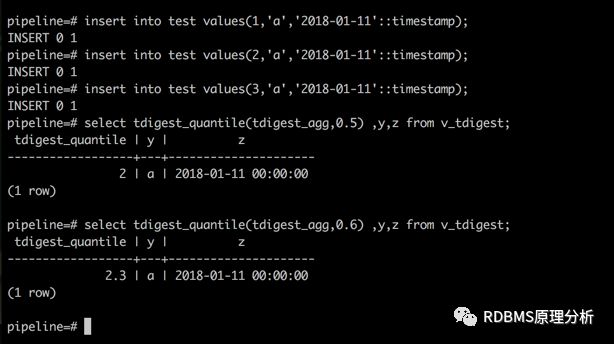 pipeline=# insert into test values(1,'a','2018-01-11'::timestamp);
INSERT 0 1
pipeline=# insert into test values(2,'a','2018-01-11'::timestamp);
INSERT 0 1
pipeline=# insert into test values(3,'a','2018-01-11'::timestamp);
INSERT 0 1
pipeline=# select tdigest_quantile(tdigest_agg,0.5) ,y,z from v_tdigest;
 tdigest_quantile | y |          z
------------------+---+---------------------
                2 | a | 2018-01-11 00:00:00
(1 row)

pipeline=# select tdigest_quantile(tdigest_agg,0.6) ,y,z from v_tdigest;
 tdigest_quantile | y |          z
------------------+---+---------------------
              2.3 | a | 2018-01-11 00:00:00
(1 row)

pipeline=#
RDBMS原理分析